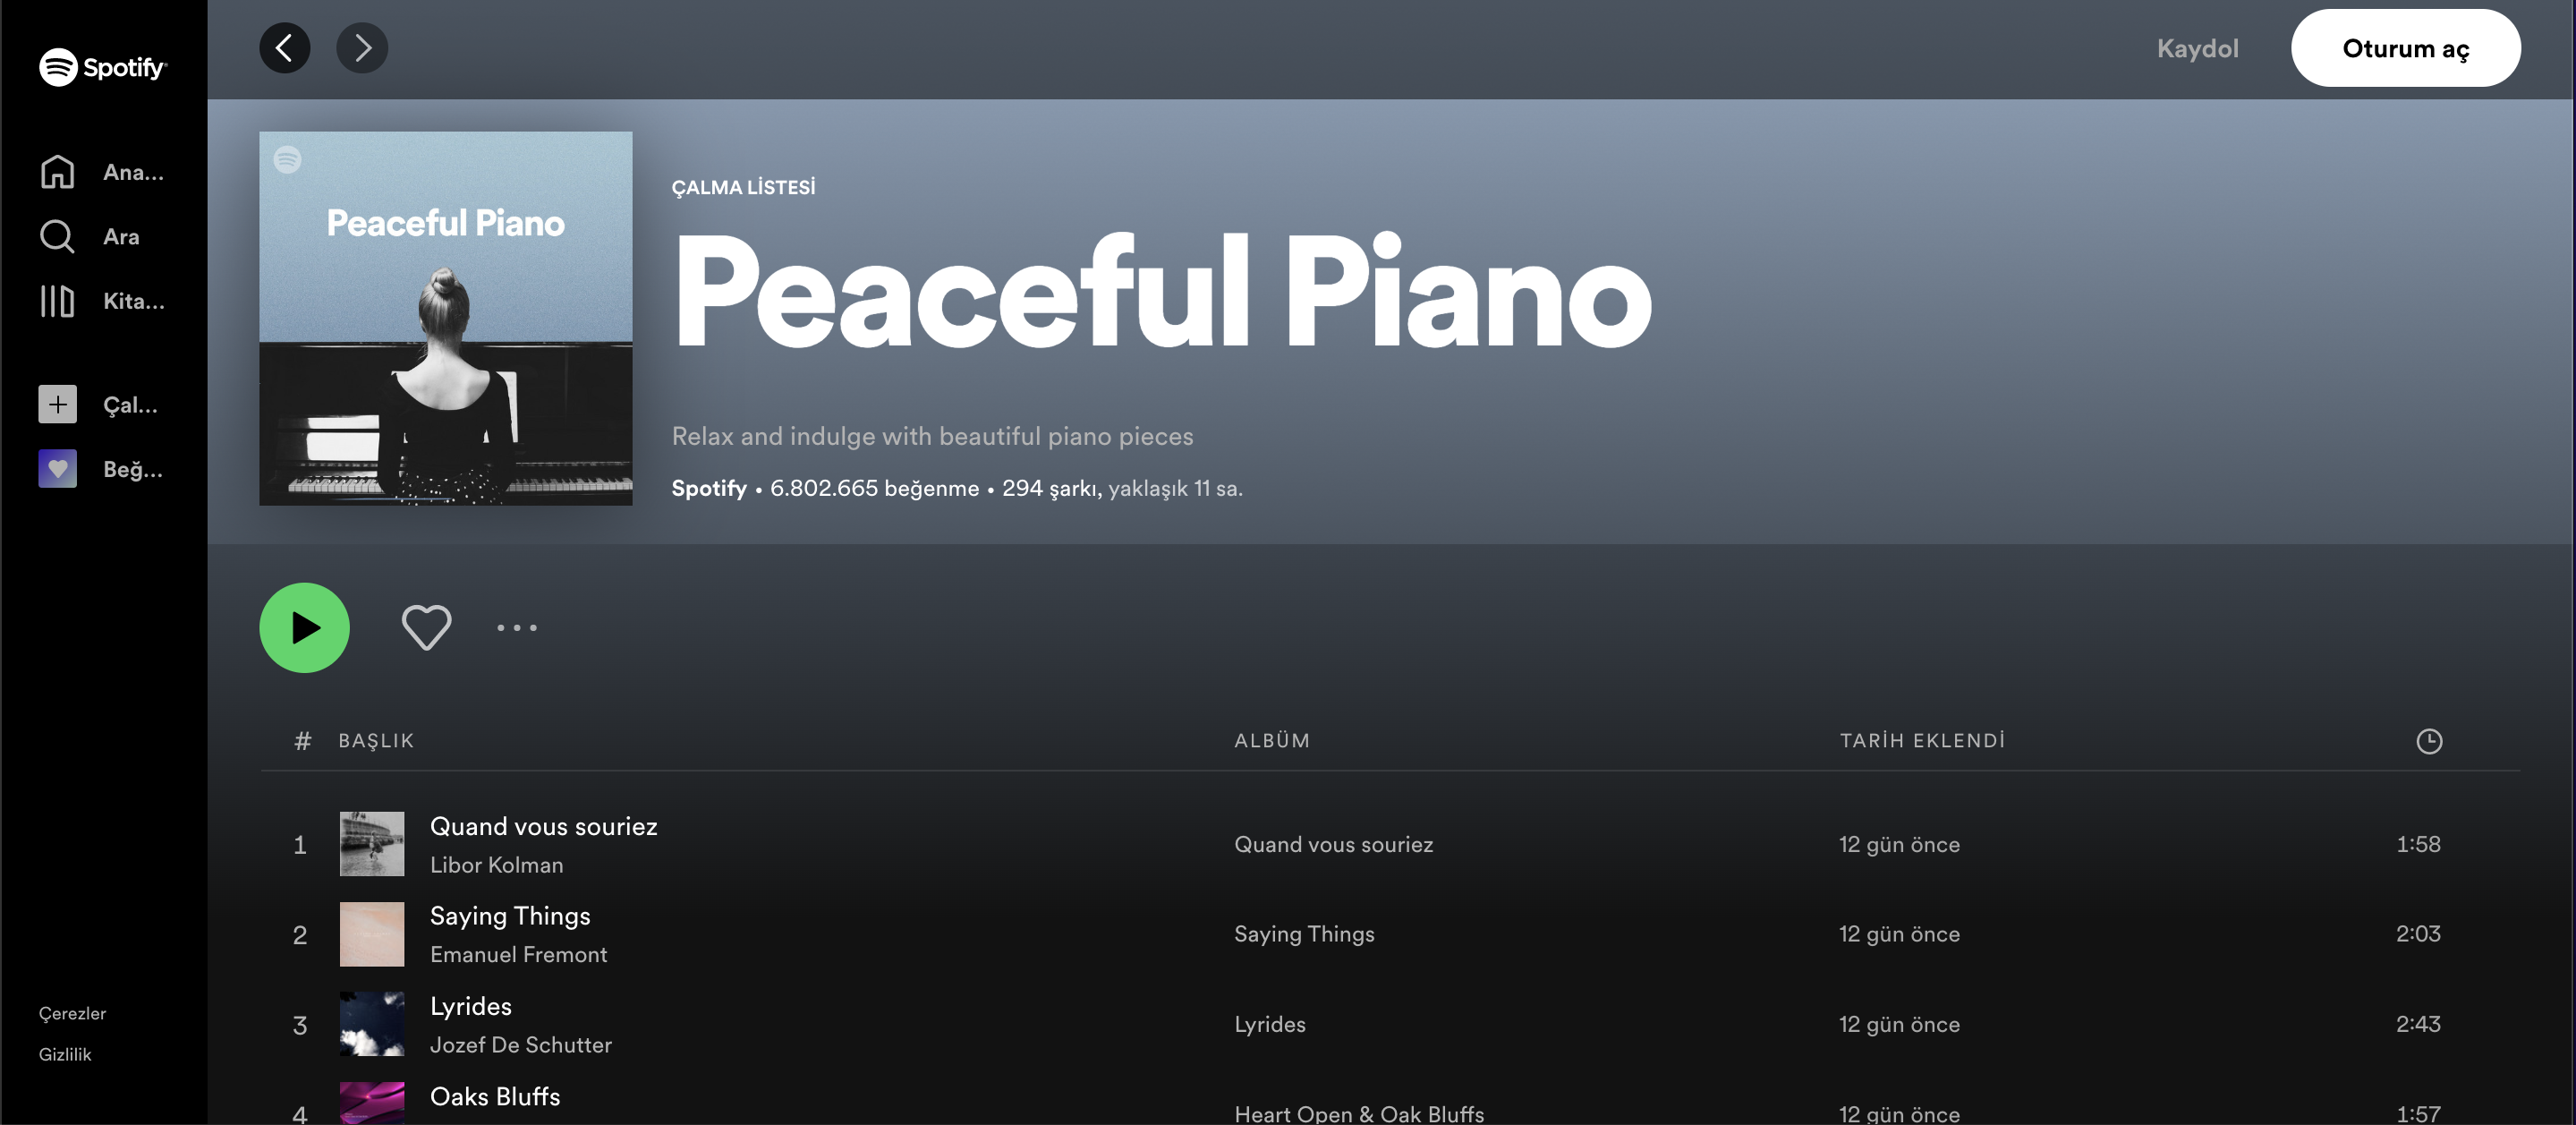 Spotify
Ana...
Ara
Kita...
Çal...
Beğ...
Çerezler
Gizlilik
Kaydol
Oturum aç
Peaceful Piano
ÇALMA LİSTESİ
Peaceful Piano
Relax and indulge with beautiful piano pieces
Spotify • 6.802.665 beğenme • 294 şarkı, yaklaşık 11 sa.
# BAŞLIK ALBÜM TARİH EKLENDİ
1 Quand vous souriez Quand vous souriez 12 gün önce 1:58
Libor Kolman
2 Saying Things Saying Things 12 gün önce 2:03
Emanuel Fremont
3 Lyrides Lyrides 12 gün önce 2:43
Jozef De Schutter
4 Oaks Bluffs Heart Open & Oak Bluffs 12 gün önce 1:57